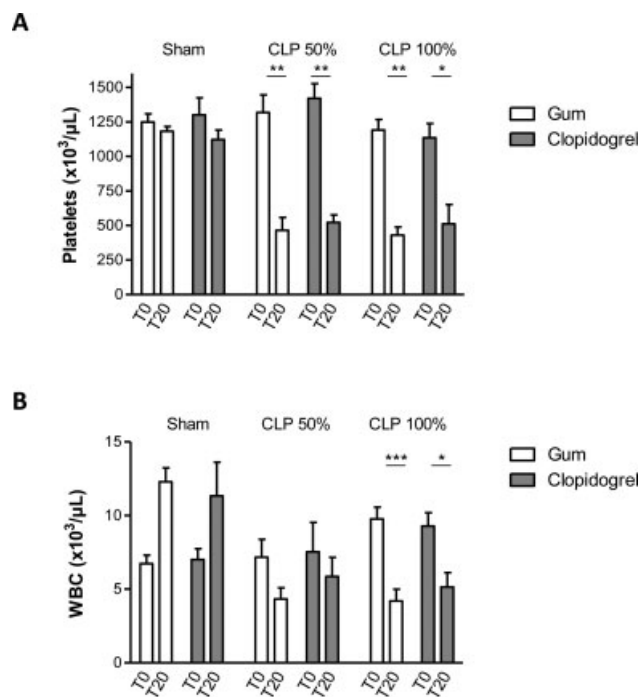 A
Sham CLP 50% CLP 100%
** ** ** *
Platelets (x10³/µL)
1500
1250
1000
750
500
250
0
T0 T20 T0 T20 T0 T20 T0 T20 T0 T20 T0 T20
Gum
Clopidogrel
B
Sham CLP 50% CLP 100%
*** *
WBC (x10³/µL)
15
10
5
0
T0 T20 T0 T20 T0 T20 T0 T20 T0 T20 T0 T20
Gum
Clopidogrel